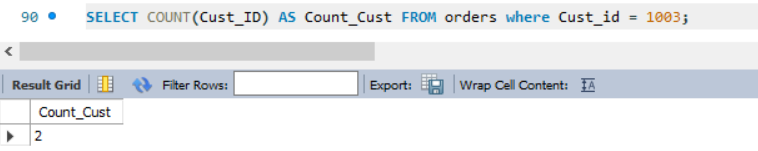 90 SELECT COUNT(Cust_ID) AS Count_Cust FROM orders where Cust_id = 1003;
Result Grid Filter Rows: Export: Wrap Cell Content: IA
Count_Cust
2